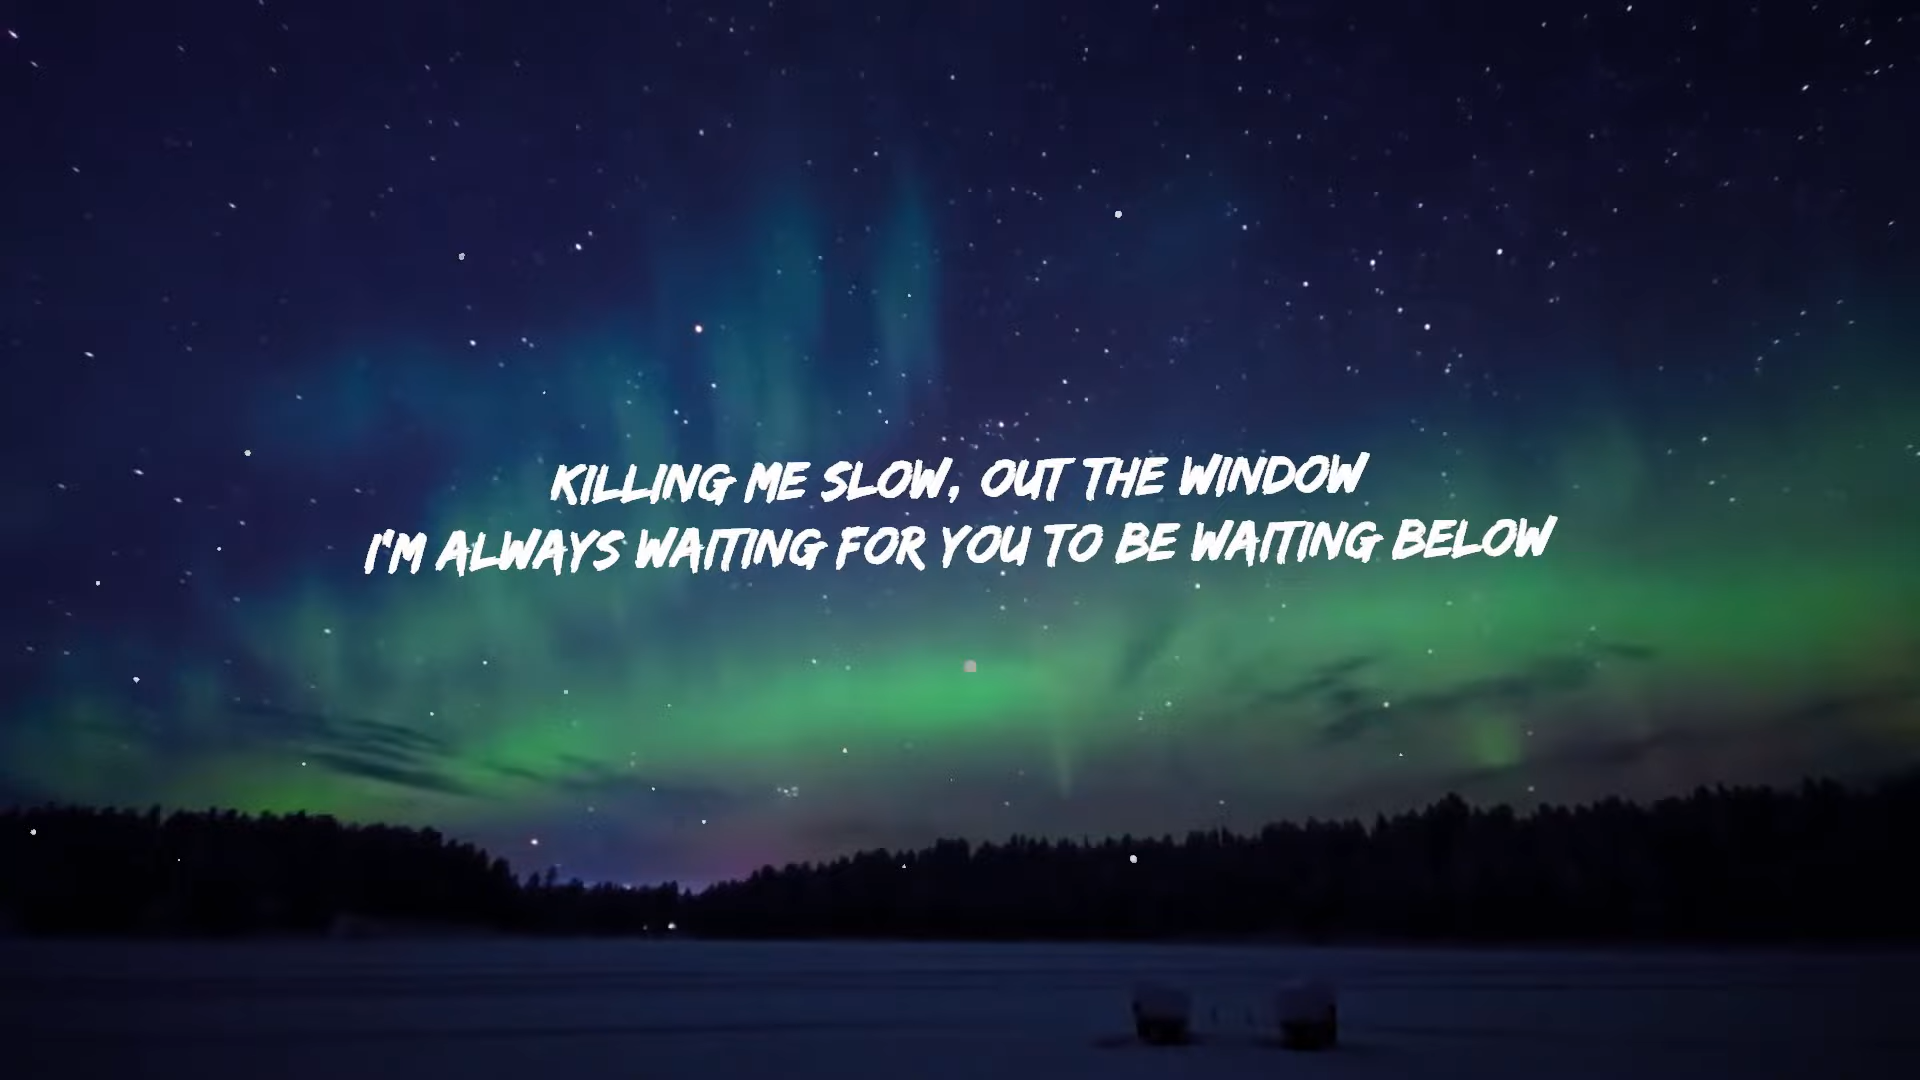 KILLING ME SLOW, OUT THE WINDOW
I'M ALWAYS WAITING FOR YOU TO BE WAITING BELOW